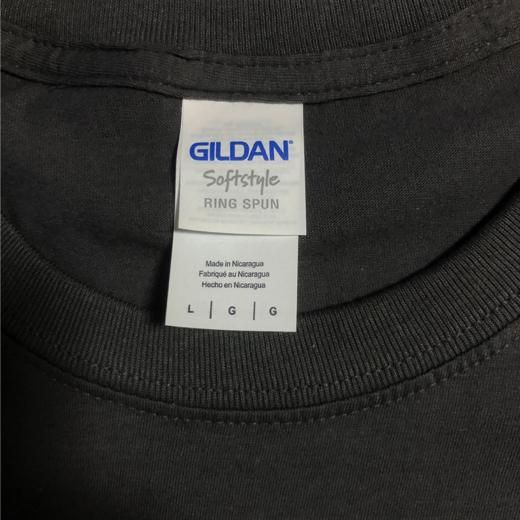 GILDAN®
Softstyle
RING SPUN
Made in Nicaragua
Fabriqué au Nicaragua
Hecho en Nicaragua
L | G | G